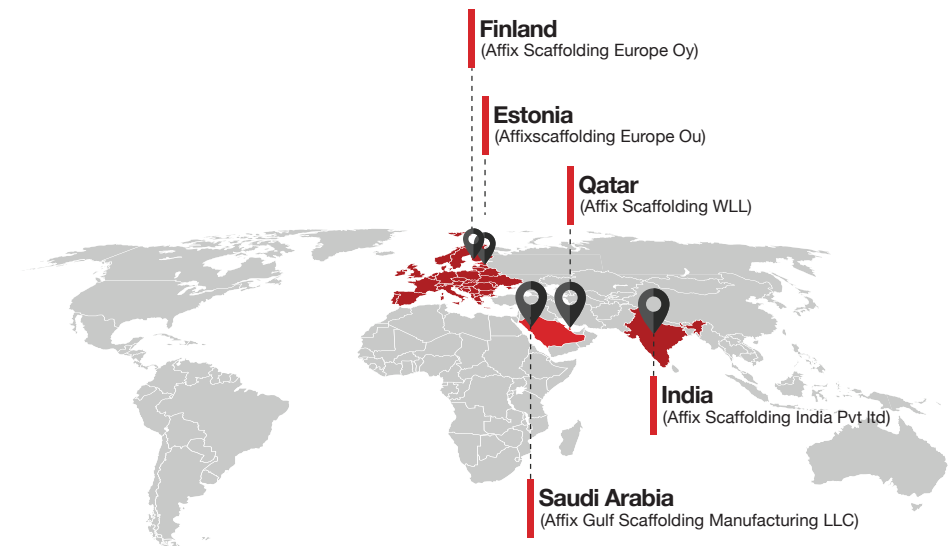 Finland
(Affix Scaffolding Europe Oy)
Estonia
(Affixscaffolding Europe Ou)
Qatar
(Affix Scaffolding WLL)
India
(Affix Scaffolding India Pvt ltd)
Saudi Arabia
(Affix Gulf Scaffolding Manufacturing LLC)